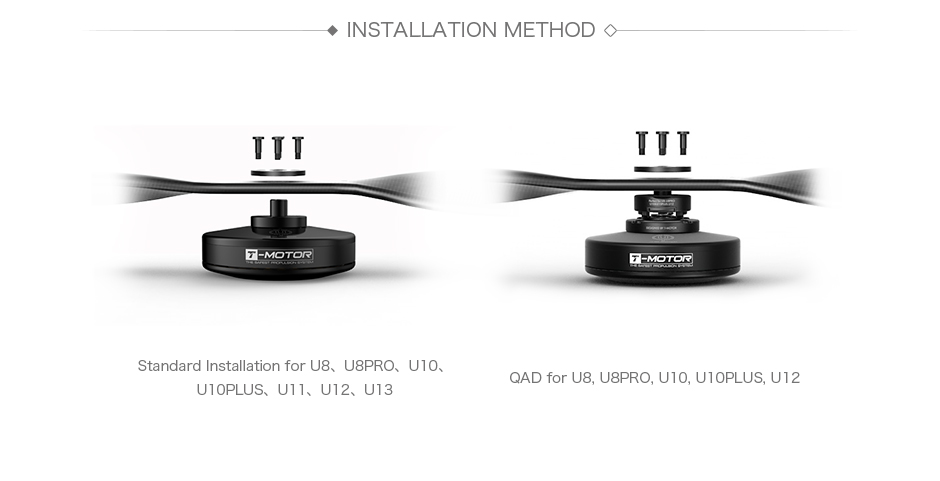 INSTALLATION METHOD
T-MOTOR
THE SAFEST PROPULSION SYSTEM
T-MOTOR
THE SAFEST PROPULSION SYSTEM
Standard Installation for U8、U8PRO、U10、
U10PLUS、U11、U12、U13
QAD for U8, U8PRO, U10, U10PLUS, U12